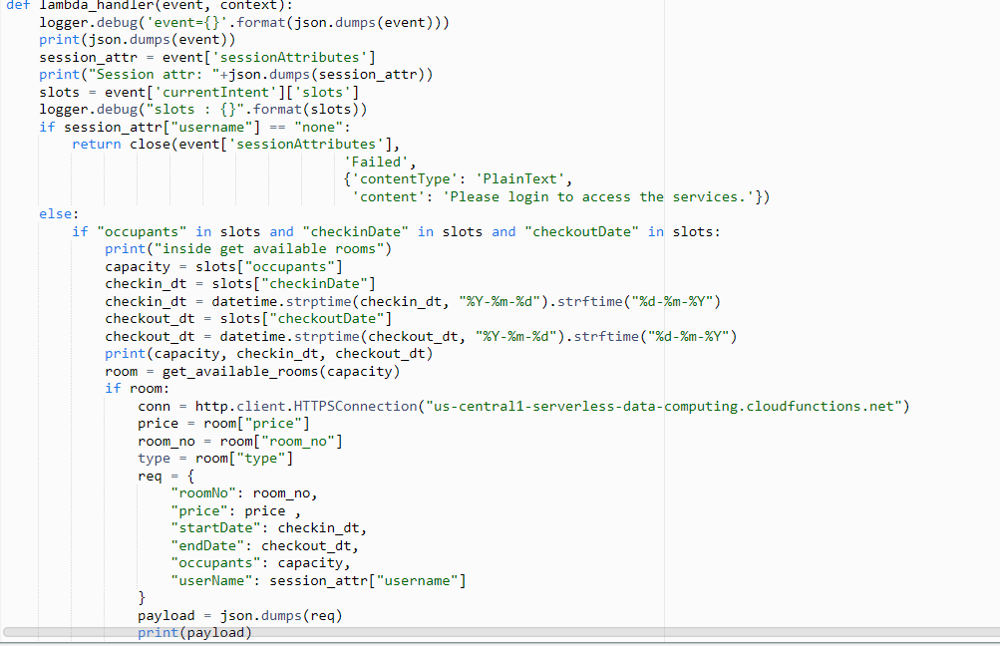 def lambda_handler(event, context):
    logger.debug('event={}'.format(json.dumps(event)))
    print(json.dumps(event))
    session_attr = event['sessionAttributes']
    print("Session attr: "+json.dumps(session_attr))
    slots = event['currentIntent']['slots']
    logger.debug("slots : {}".format(slots))
    if session_attr["username"] == "none":
        return close(event['sessionAttributes'],
                                         'Failed',
                                         {'contentType': 'PlainText',
                                          'content': 'Please login to access the services.'})
    else:
        if "occupants" in slots and "checkinDate" in slots and "checkoutDate" in slots:
            print("inside get available rooms")
            capacity = slots["occupants"]
            checkin_dt = slots["checkinDate"]
            checkin_dt = datetime.strptime(checkin_dt, "%Y-%m-%d").strftime("%d-%m-%Y")
            checkout_dt = slots["checkoutDate"]
            checkout_dt = datetime.strptime(checkout_dt, "%Y-%m-%d").strftime("%d-%m-%Y")
            print(capacity, checkin_dt, checkout_dt)
            room = get_available_rooms(capacity)
            if room:
                conn = http.client.HTTPSConnection("us-central1-serverless-data-computing.cloudfunctions.net")
                price = room["price"]
                room_no = room["room_no"]
                type = room["type"]
                req = {
                    "roomNo": room_no,
                    "price": price ,
                    "startDate": checkin_dt,
                    "endDate": checkout_dt,
                    "occupants": capacity,
                    "userName": session_attr["username"]
                }
                payload = json.dumps(req)
                print(payload)